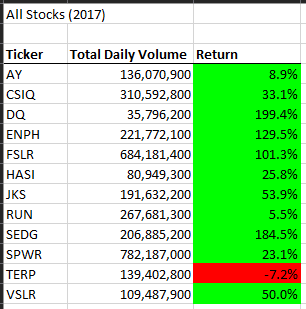 All Stocks (2017)
Ticker Total Daily Volume Return
AY 136,070,900 8.9%
CSIQ 310,592,800 33.1%
DQ 35,796,200 199.4%
ENPH 221,772,100 129.5%
FSLR 684,181,400 101.3%
HASI 80,949,300 25.8%
JKS 191,632,200 53.9%
RUN 267,681,300 5.5%
SEDG 206,885,200 184.5%
SPWR 782,187,000 23.1%
TERP 139,402,800 -7.2%
VSLR 109,487,900 50.0%